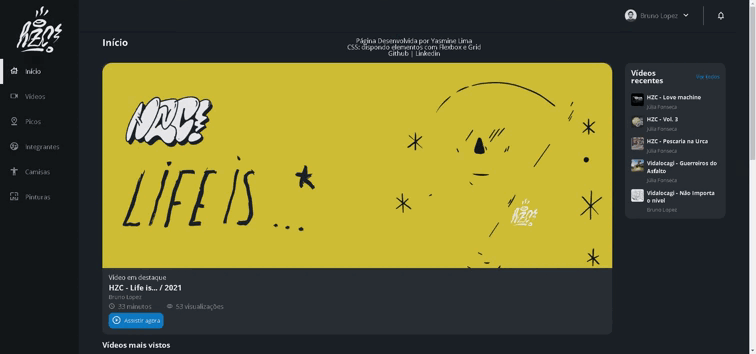 HZC
Bruno Lopez
Início
Vídeos
Picos
Integrantes
Camisas
Pinturas
Início
Página Desenvolvida por Yasmine Lima
CSS: dispondo elementos com Flexbox e Grid
Github | Linkedin
HZC
LIFE IS...*
HZC
Vídeo em destaque
HZC - Life is... / 2021
Bruno Lopez
33 minutos
53 visualizações
Assistir agora
Vídeos mais vistos
Vídeos
recentes
Ver todos
HZC - Love machine
Júlia Fonseca
HZC - Vol. 3
Júlia Fonseca
HZC - Pescaria na Urca
Júlia Fonseca
Vidalocagi - Guerreiros do
Asfalto
Júlia Fonseca
Vidalocagi - Não Importa
o nível
Bruno Lopez